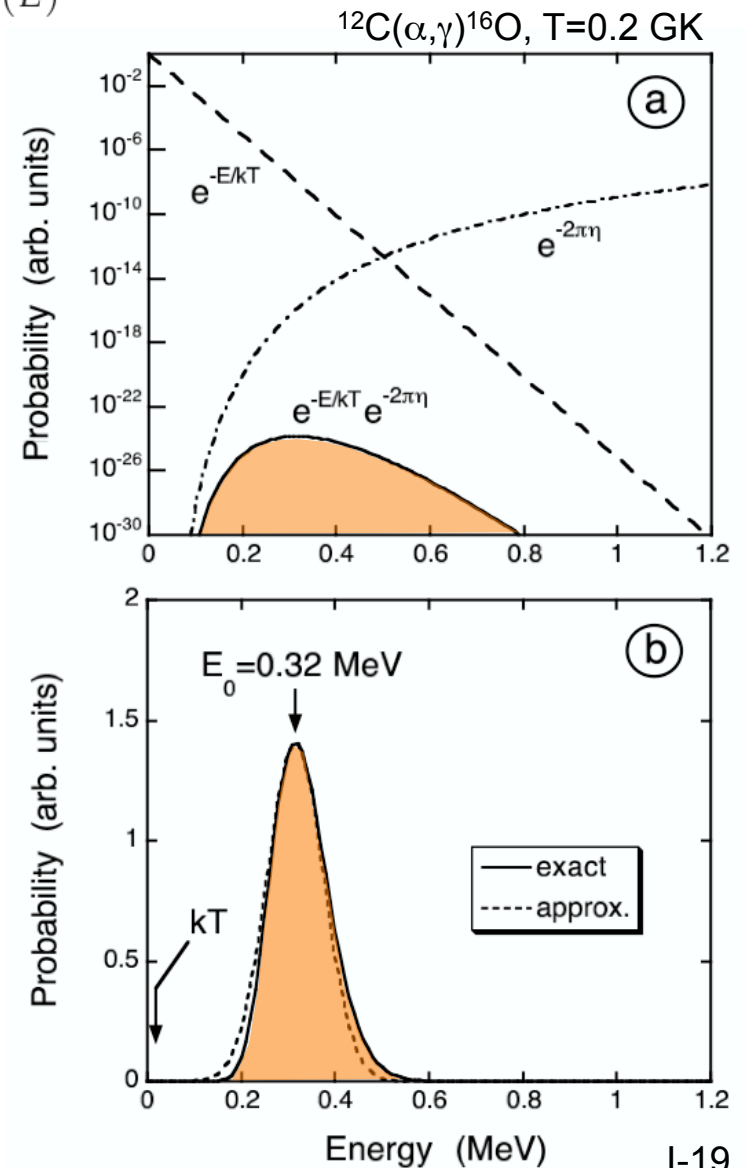 (E)
¹²C(α,γ)¹⁶O, T=0.2 GK
a
Probability (arb. units)
10⁻²
10⁻⁶
10⁻¹⁰
10⁻¹⁴
10⁻¹⁸
10⁻²²
10⁻²⁶
10⁻³⁰
e^{-E/kT}
e^{-2πη}
e^{-E/kT} e^{-2πη}
0 0.2 0.4 0.6 0.8 1 1.2
b
Probability (arb. units)
2
1.5
1
0.5
0
E₀=0.32 MeV
kT
exact
approx.
0 0.2 0.4 0.6 0.8 1 1.2
Energy (MeV)
I-19